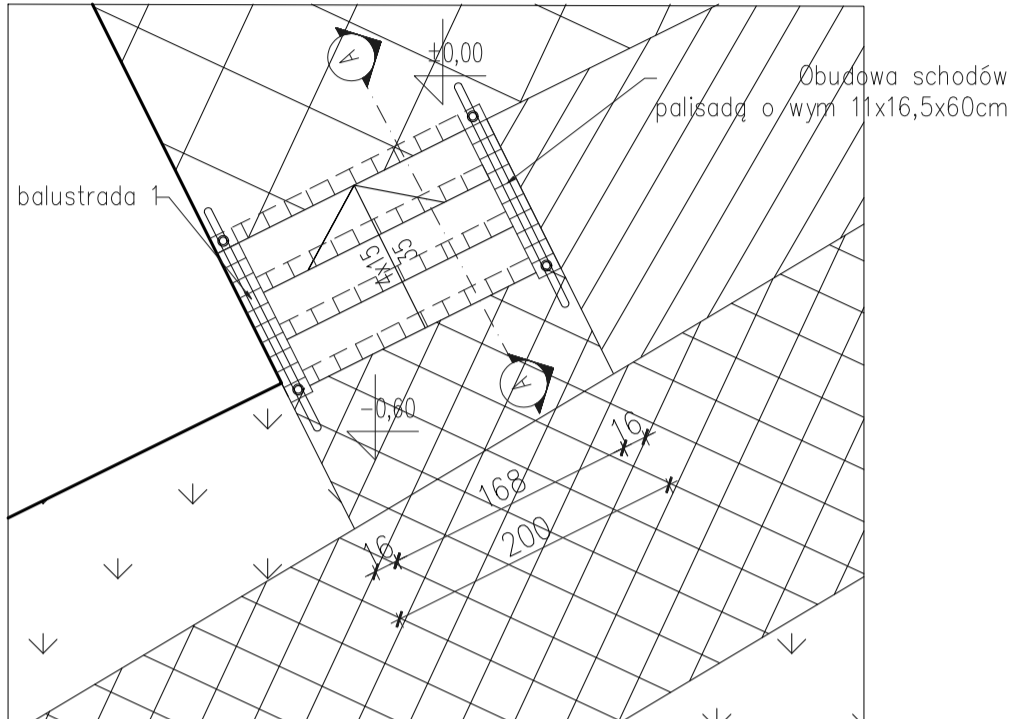 A
±0,00
Obudowa schodów
palisadą o wym 11x16,5x60cm
balustrada 1
4x15
35
A
-0,60
16
168
200
16